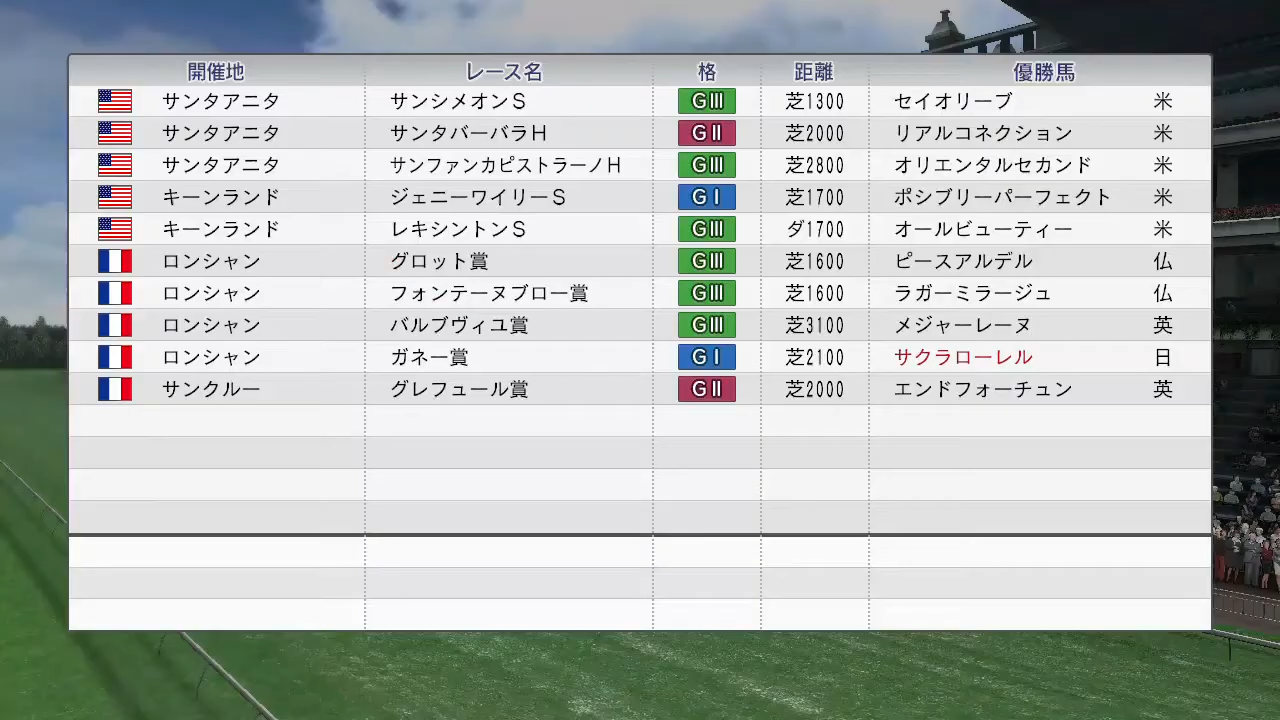 開催地 レース名 格 距離 優勝馬
サンタアニタ サンシメオンS GⅢ 芝1300 セイオリーブ 米
サンタアニタ サンタバーバラH GⅡ 芝2000 リアルコネクション 米
サンタアニタ サンファンカピストラーノH GⅢ 芝2800 オリエンタルセカンド 米
キーンランド ジェニーワイリーS GⅠ 芝1700 ポシブリーパーフェクト 米
キーンランド レキシントンS GⅢ ダ1700 オールビューティー 米
ロンシャン グロット賞 GⅢ 芝1600 ピースアルデル 仏
ロンシャン フォンテーヌブロー賞 GⅢ 芝1600 ラガーミラージュ 仏
ロンシャン バルブヴィユ賞 GⅢ 芝3100 メジャーレーヌ 英
ロンシャン ガネー賞 GⅠ 芝2100 サクラローレル 日
サンクルー グレフュール賞 GⅡ 芝2000 エンドフォーチュン 英